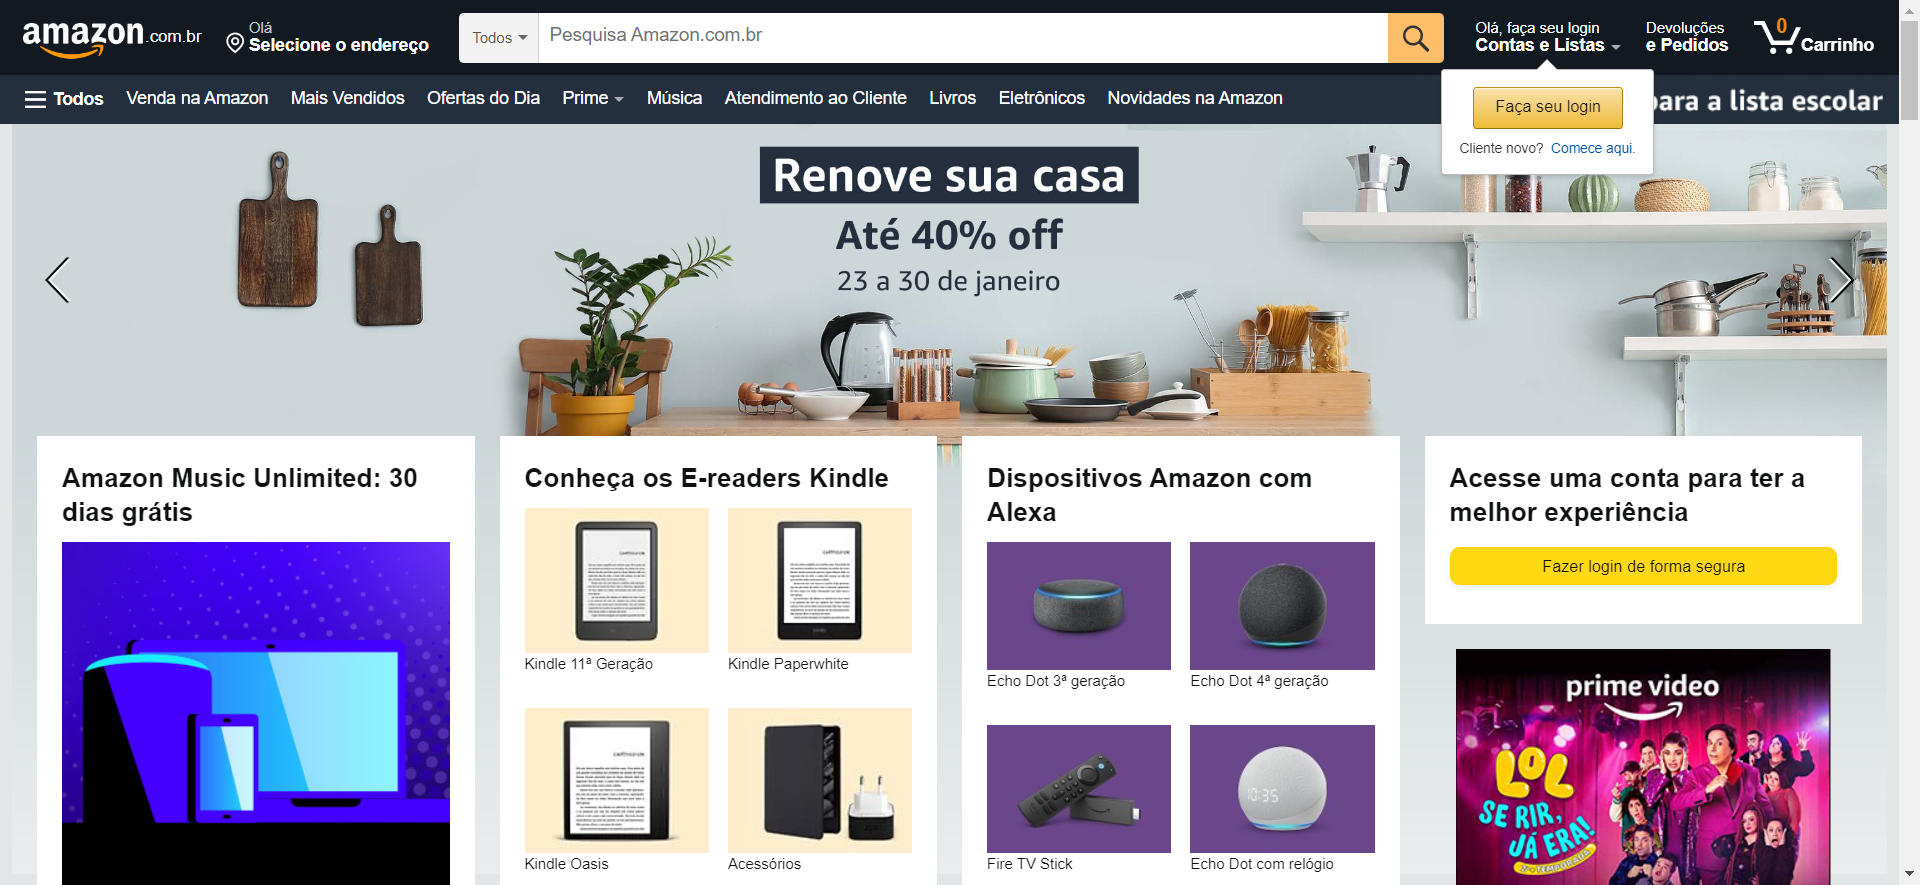 amazon.com.br
Olá
Selecione o endereço
Todos
Pesquisa Amazon.com.br
Olá, faça seu login
Contas e Listas
Devoluções
e Pedidos
0
Carrinho
Todos
Venda na Amazon
Mais Vendidos
Ofertas do Dia
Prime
Música
Atendimento ao Cliente
Livros
Eletrônicos
Novidades na Amazon
para a lista escolar
Faça seu login
Cliente novo? Comece aqui.
Renove sua casa
Até 40% off
23 a 30 de janeiro
Amazon Music Unlimited: 30
dias grátis
Conheça os E-readers Kindle
Kindle 11ª Geração
Kindle Paperwhite
Kindle Oasis
Acessórios
Dispositivos Amazon com
Alexa
Echo Dot 3ª geração
Echo Dot 4ª geração
Fire TV Stick
10:35
Echo Dot com relógio
Acesse uma conta para ter a
melhor experiência
Fazer login de forma segura
prime video
LOL
SE RIR,
JÁ ERA!
2ª TEMPORADA